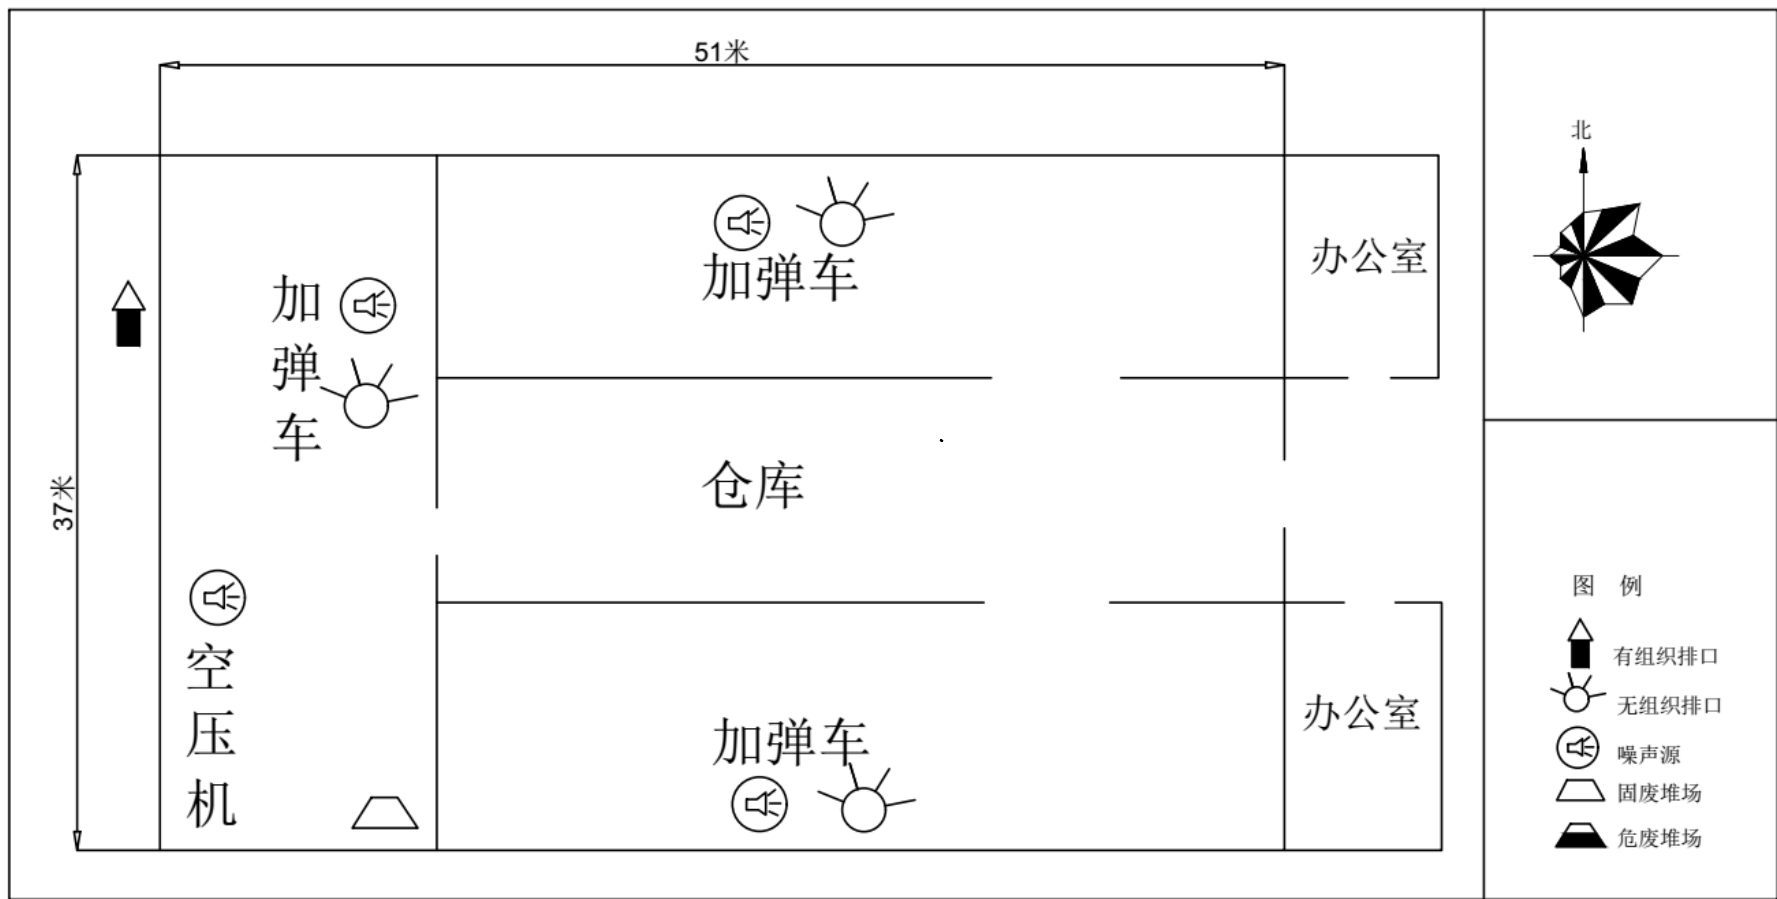 51米
北
加弹车
办公室
加弹车
仓库
37米
空压机
加弹车
办公室
图 例
有组织排口
无组织排口
噪声源
固废堆场
危废堆场